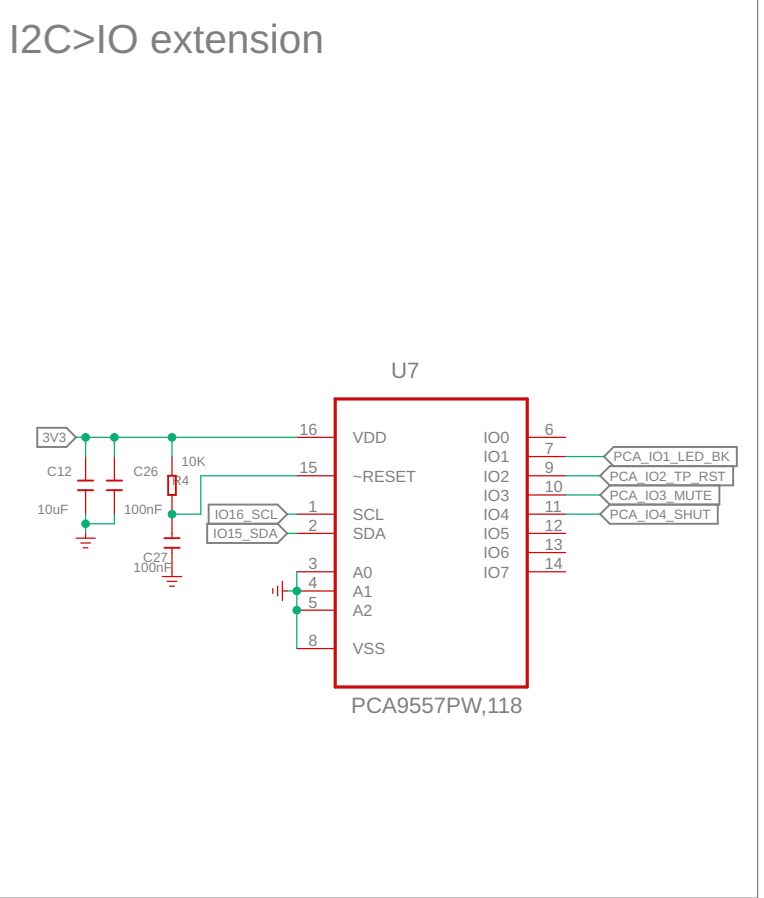 I2C>IO extension
U7
3V3
C12
10uF
C26
100nF
10K
R4
C27
100nF
IO16_SCL
IO15_SDA
16
15
1
2
3
4
5
8
VDD
~RESET
SCL
SDA
A0
A1
A2
VSS
IO0
IO1
IO2
IO3
IO4
IO5
IO6
IO7
6
7
9
10
11
12
13
14
PCA_IO1_LED_BK
PCA_IO2_TP_RST
PCA_IO3_MUTE
PCA_IO4_SHUT
PCA9557PW,118